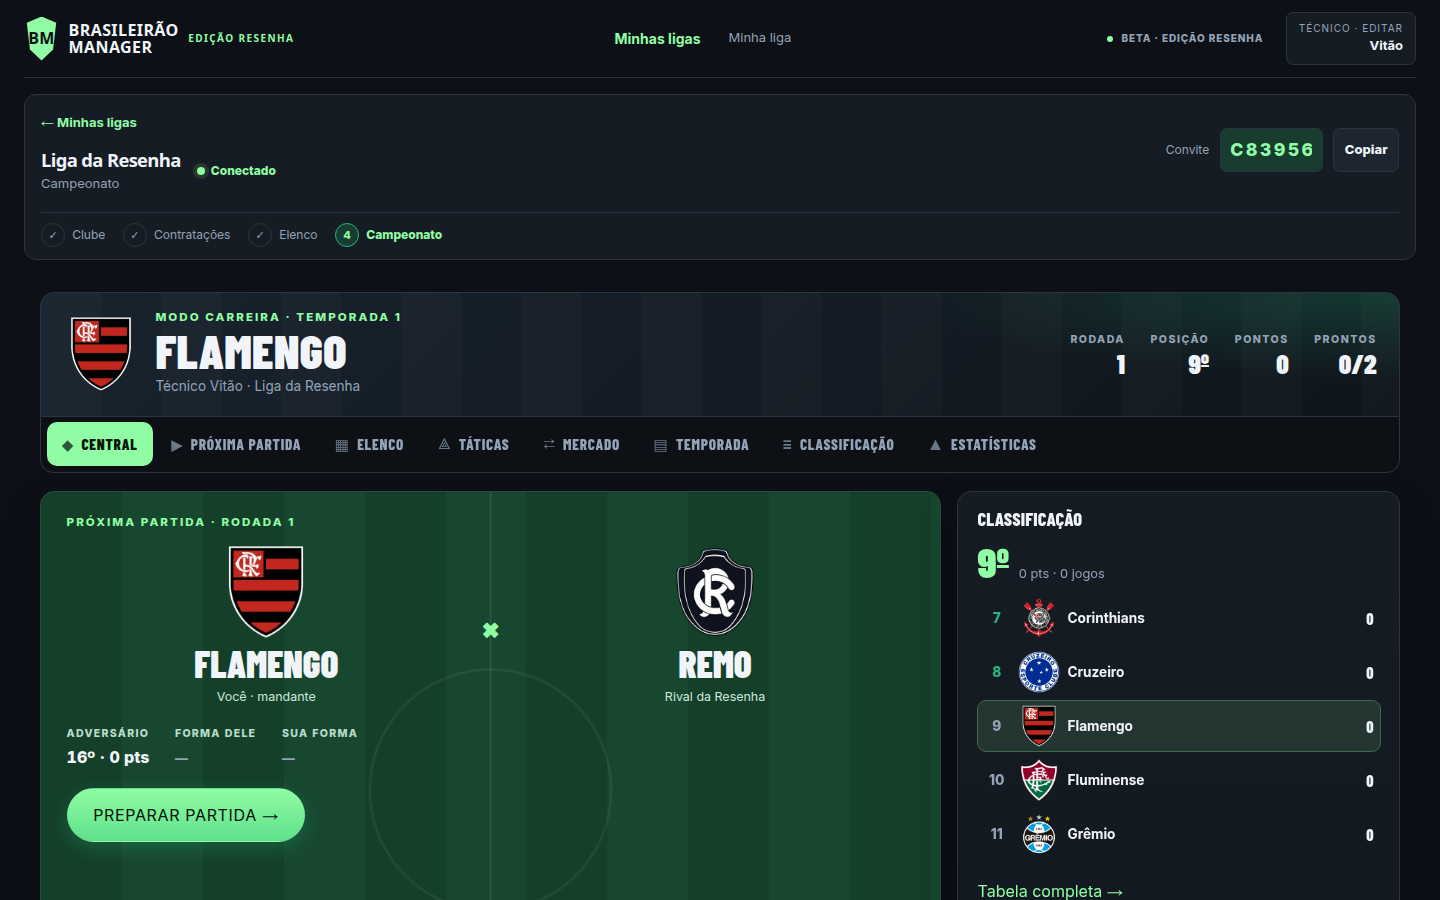 BM
BRASILEIRÃO
MANAGER
EDIÇÃO RESENHA
Minhas ligas
Minha liga
BETA · EDIÇÃO RESENHA
TÉCNICO · EDITAR
Vitão
← Minhas ligas
Liga da Resenha
Campeonato
Conectado
Convite
C83956
Copiar
✓ Clube
✓ Contratações
✓ Elenco
4 Campeonato
MODO CARREIRA · TEMPORADA 1
FLAMENGO
Técnico Vitão · Liga da Resenha
RODADA
1
POSIÇÃO
9º
PONTOS
0
PRONTOS
0/2
CENTRAL
PRÓXIMA PARTIDA
ELENCO
TÁTICAS
MERCADO
TEMPORADA
CLASSIFICAÇÃO
ESTATÍSTICAS
PRÓXIMA PARTIDA · RODADA 1
FLAMENGO
Você · mandante
✖
REMO
Rival da Resenha
ADVERSÁRIO
16º · 0 pts
FORMA DELE
—
SUA FORMA
—
PREPARAR PARTIDA →
CLASSIFICAÇÃO
9º 0 pts · 0 jogos
7 Corinthians 0
8 Cruzeiro 0
9 Flamengo 0
10 Fluminense 0
11 Grêmio 0
Tabela completa →